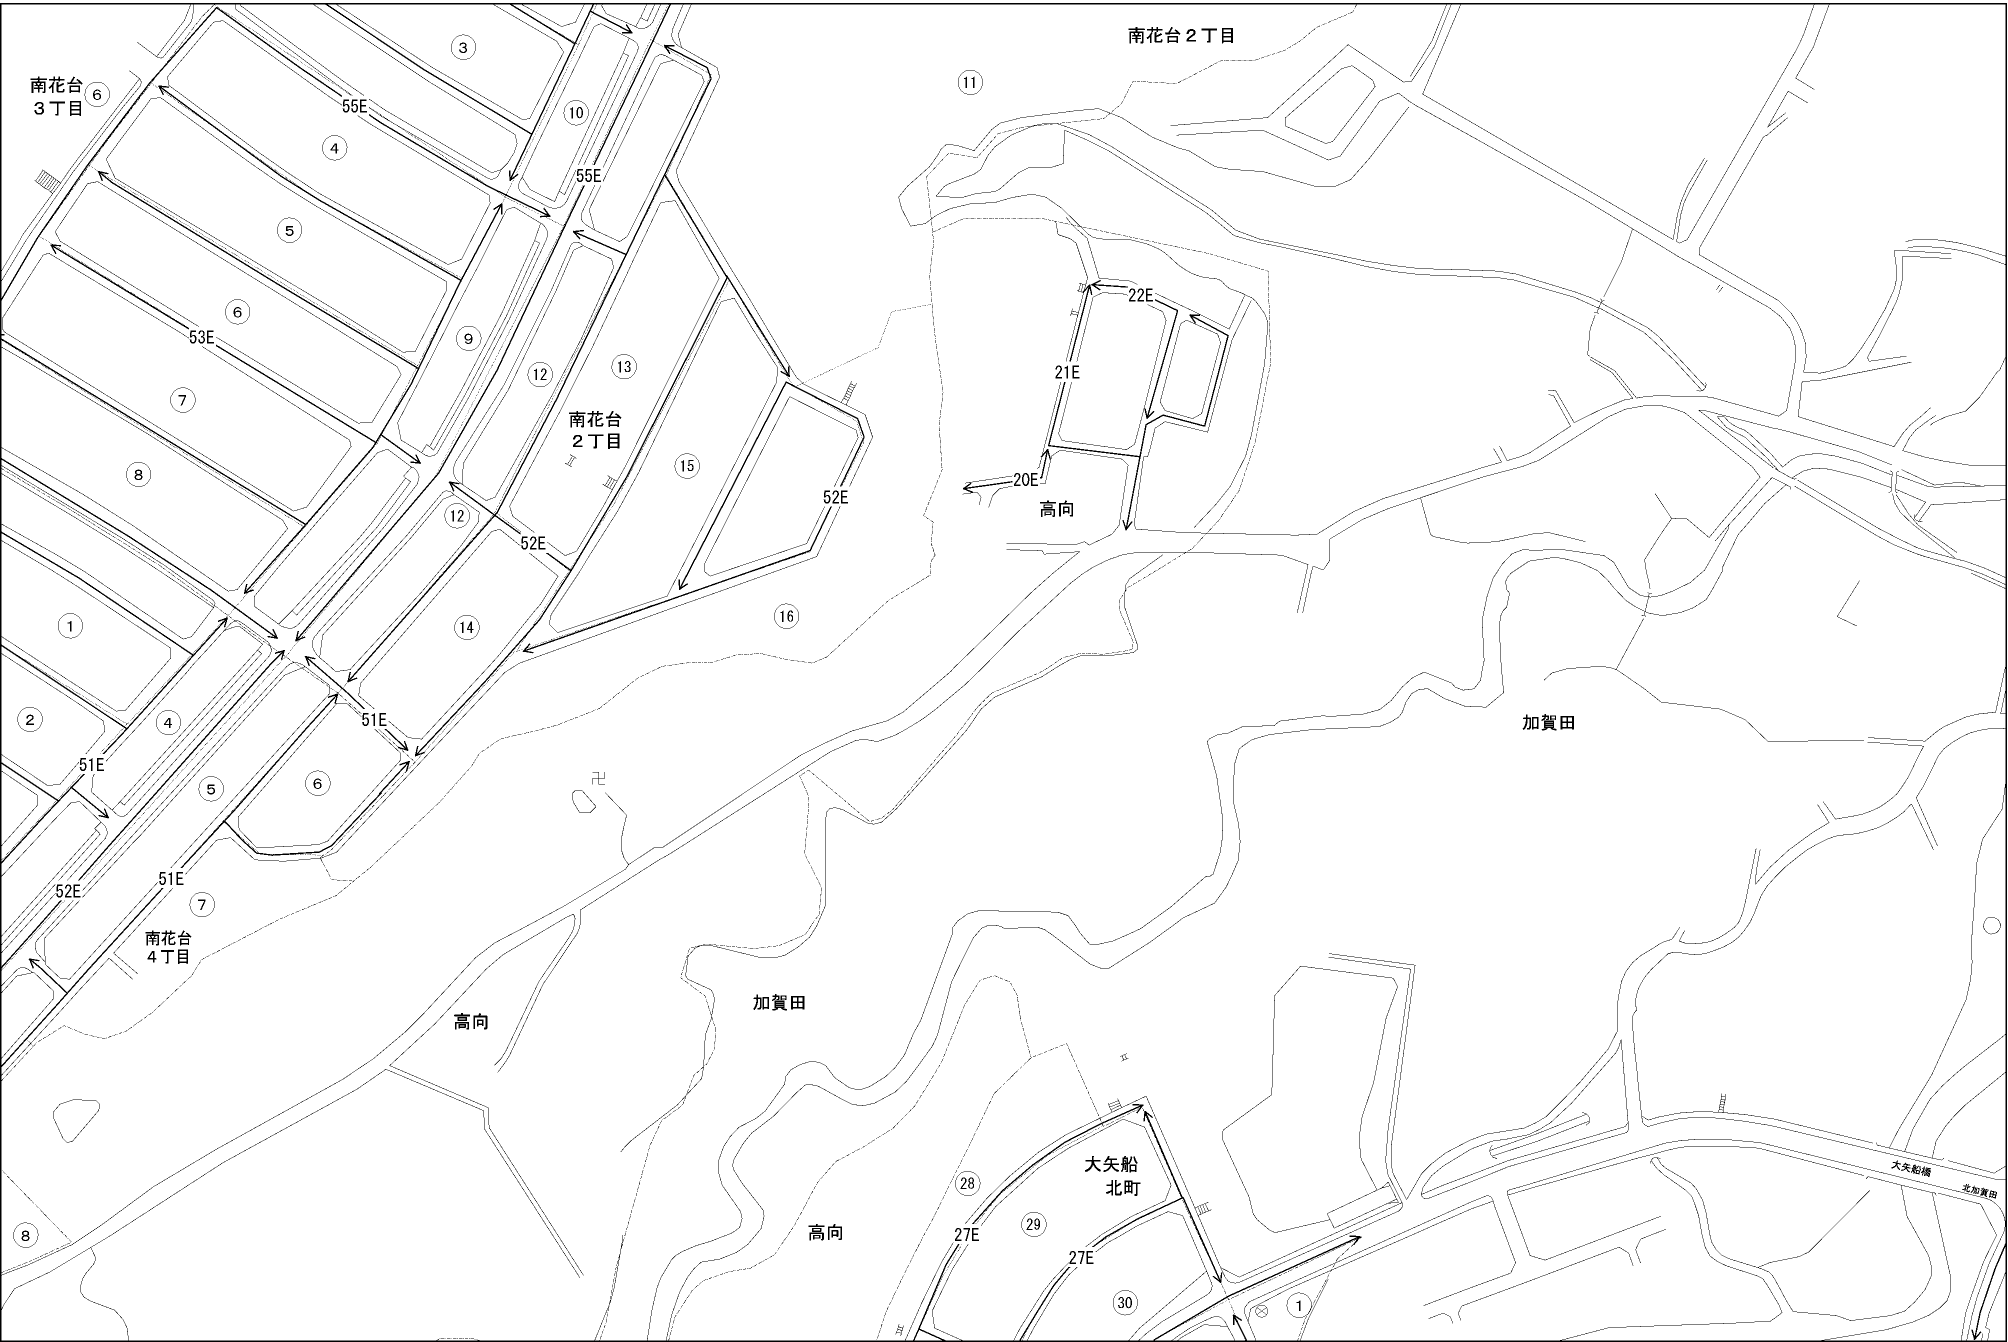 南花台２丁目
③
⑪
南花台
３丁目
⑥
55E
⑩
④
55E
⑤
22E
⑥
53E
⑨
⑬
21E
⑫
⑦
南花台
２丁目
⑮
⑧
20E
52E
高向
⑫
52E
⑯
①
⑭
②
④
51E
加賀田
51E
卍
⑤
⑥
51E
52E
⑦
南花台
４丁目
加賀田
高向
大矢船
北町
大矢船橋
㉘
北加賀田
㉙
⑧
高向
27E
27E
㉚
①